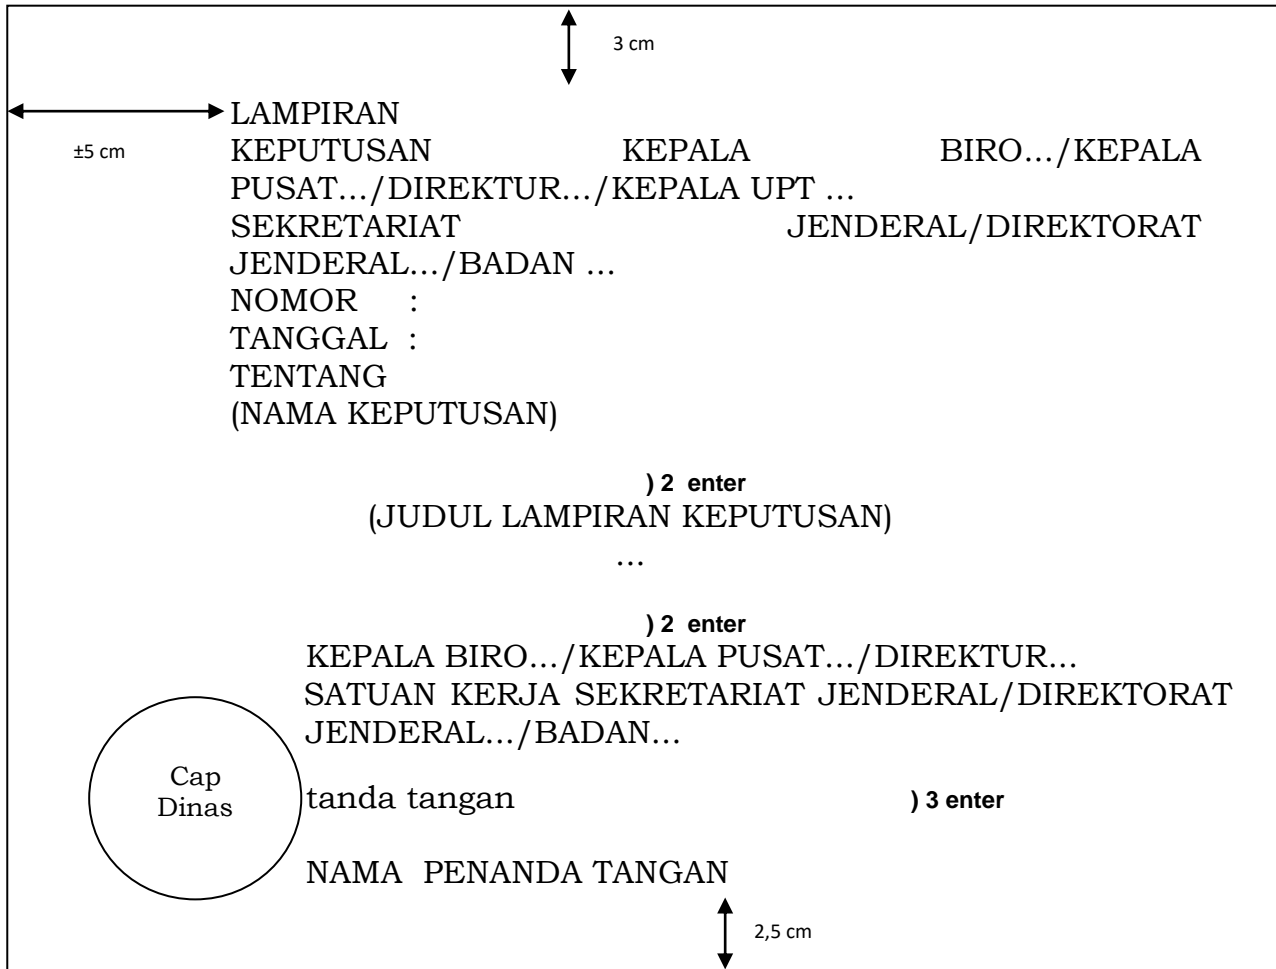 3 cm
LAMPIRAN
±5 cm
KEPUTUSAN KEPALA BIRO.../KEPALA
PUSAT.../DIREKTUR.../KEPALA UPT ...
SEKRETARIAT JENDERAL/DIREKTORAT
JENDERAL.../BADAN ...
NOMOR :
TANGGAL :
TENTANG
(NAMA KEPUTUSAN)
) 2 enter
(JUDUL LAMPIRAN KEPUTUSAN)
...
) 2 enter
KEPALA BIRO.../KEPALA PUSAT.../DIREKTUR...
SATUAN KERJA SEKRETARIAT JENDERAL/DIREKTORAT
JENDERAL.../BADAN...
Cap
Dinas
tanda tangan
) 3 enter
NAMA PENANDA TANGAN
2,5 cm